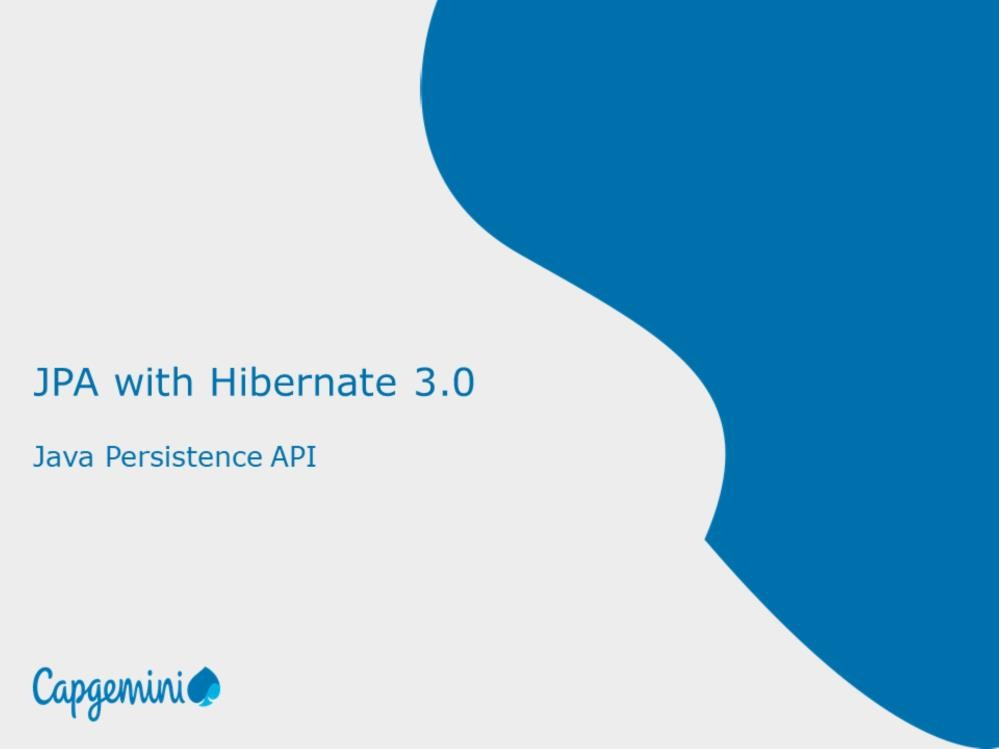 JPA with Hibernate 3.0
Java Persistence API
Capgemini